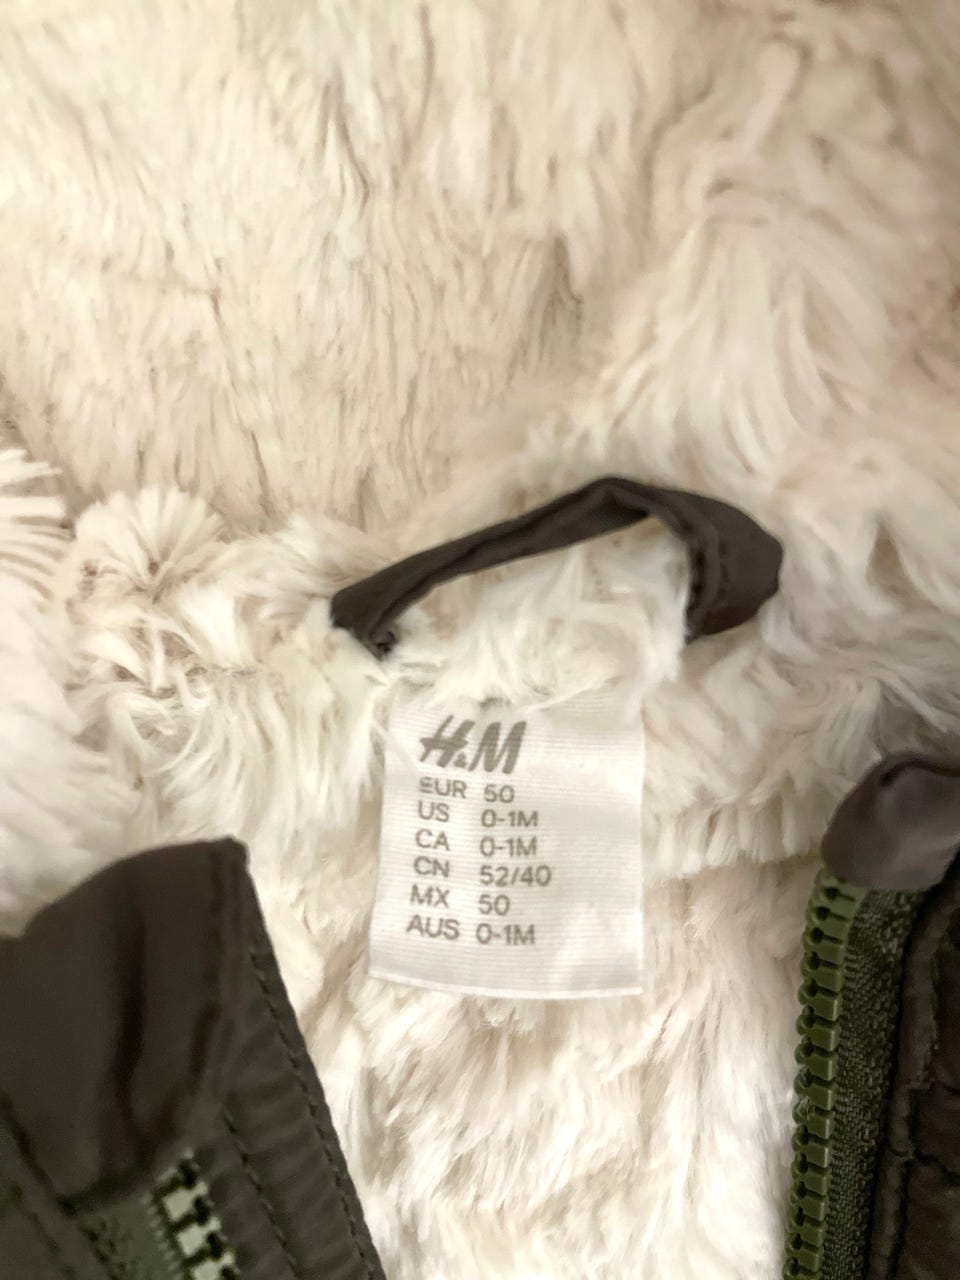 H&M
EUR 50
US 0-1M
CA 0-1M
CN 52/40
MX 50
AUS 0-1M